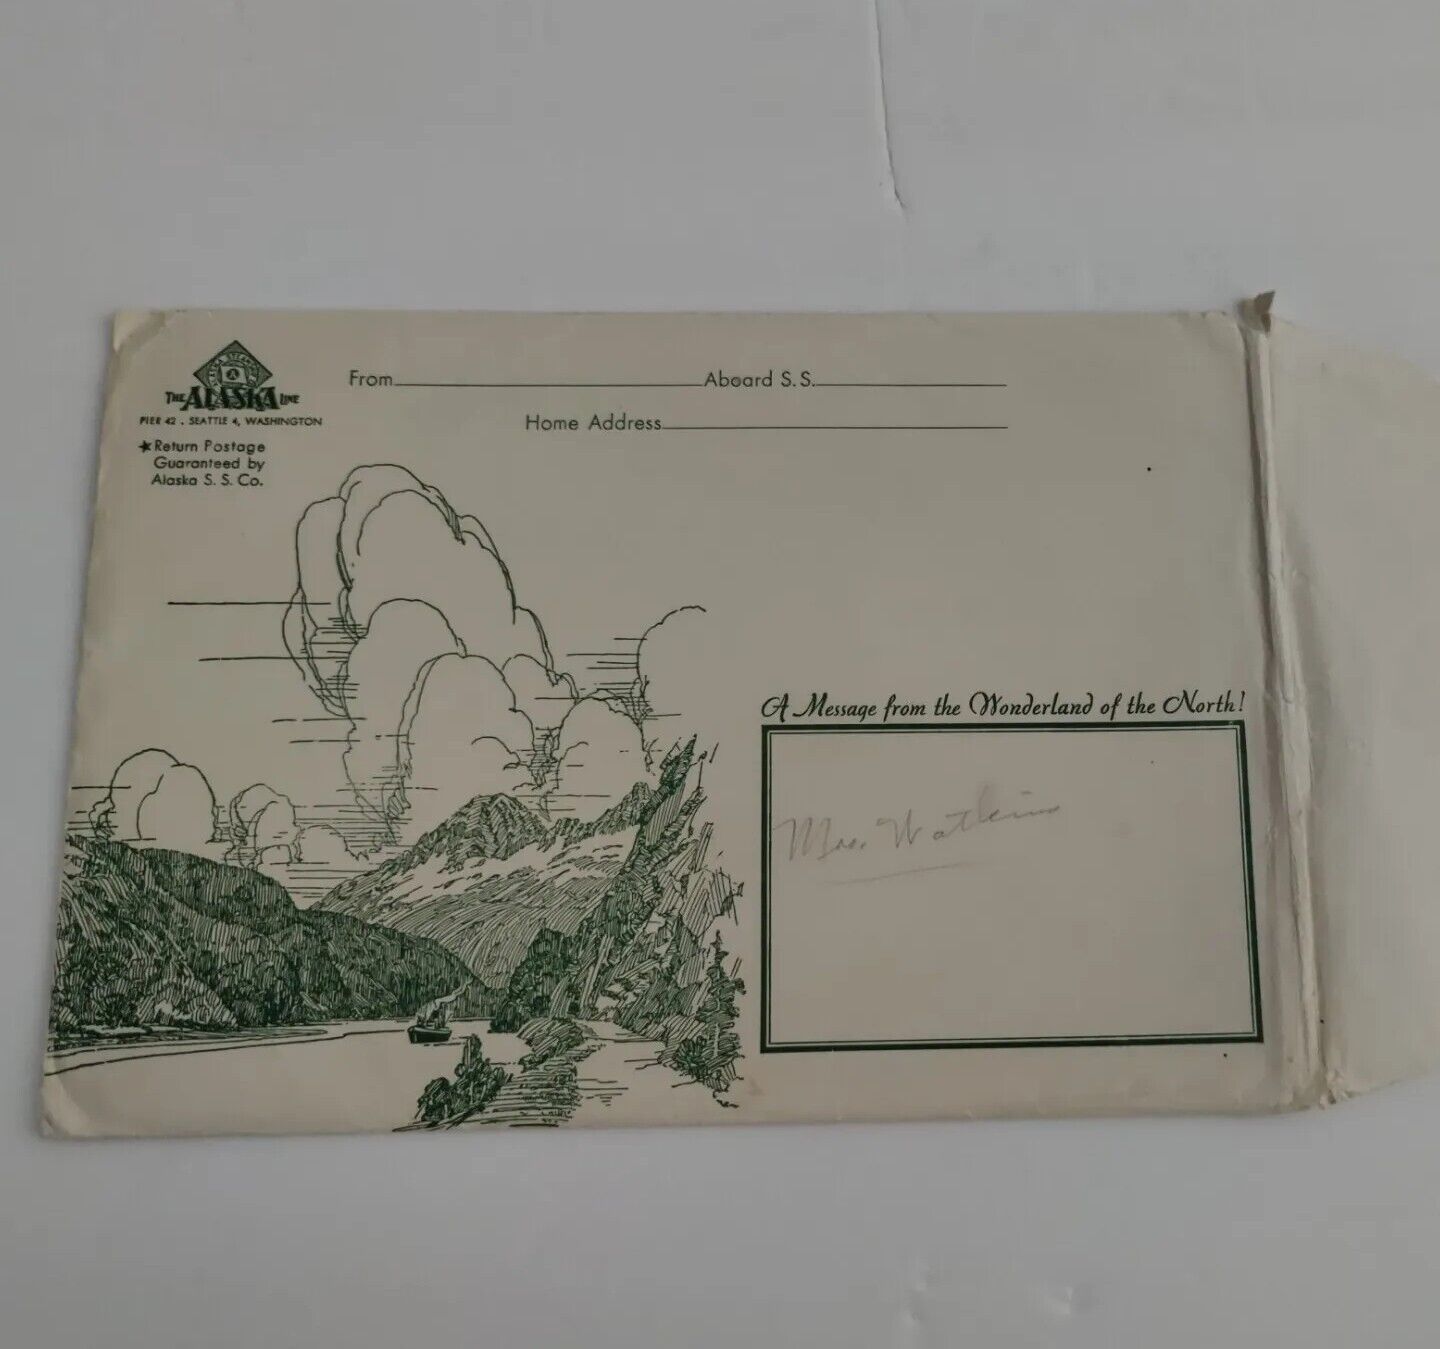 THE ALASKA LINE
PIER 42 . SEATTLE 4, WASHINGTON
★Return Postage
Guaranteed by
Alaska S. S. Co.
From Aboard S. S.
Home Address
A Message from the Wonderland of the North!
Mrs. Watkins